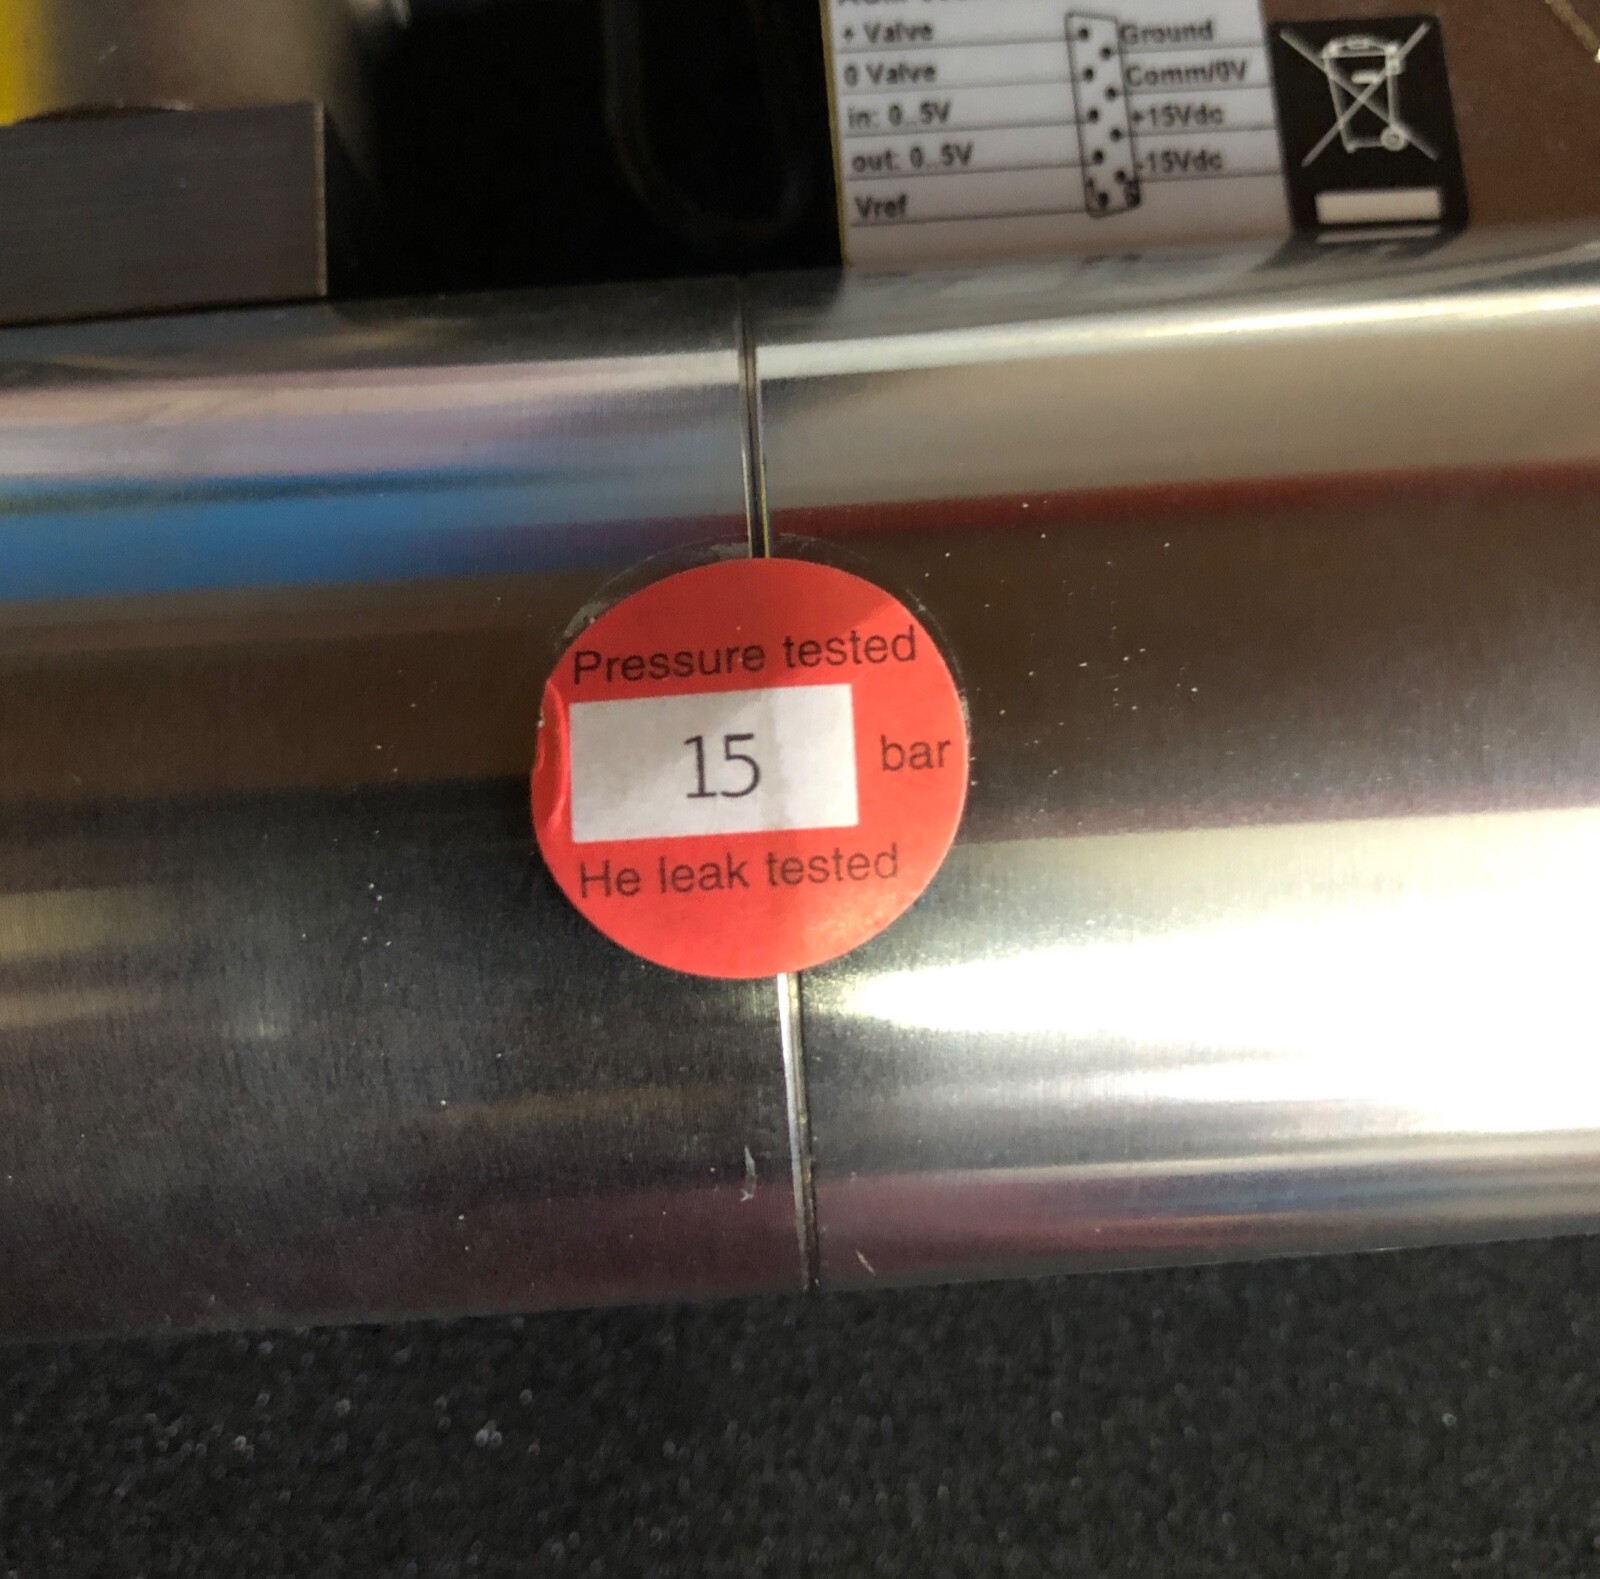 + Valve
Ground
0 Valve
Comm/0V
in: 0..5V
+15Vdc
out: 0..5V
-15Vdc
Vref
Pressure tested
15
bar
He leak tested